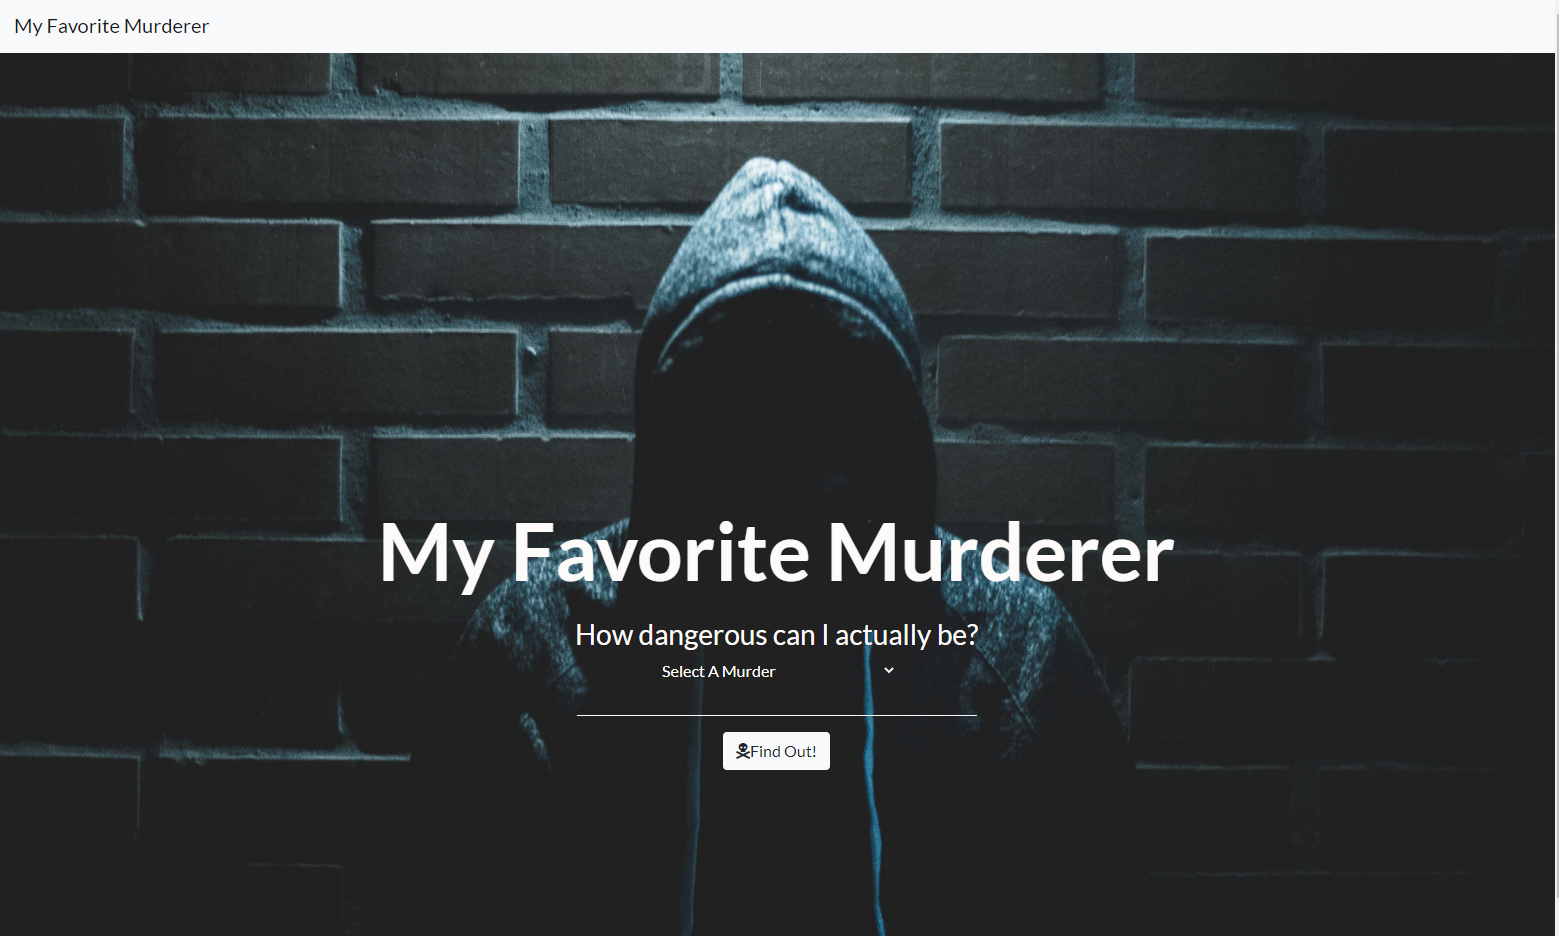 My Favorite Murderer
My Favorite Murderer
How dangerous can I actually be?
Select A Murder
Find Out!